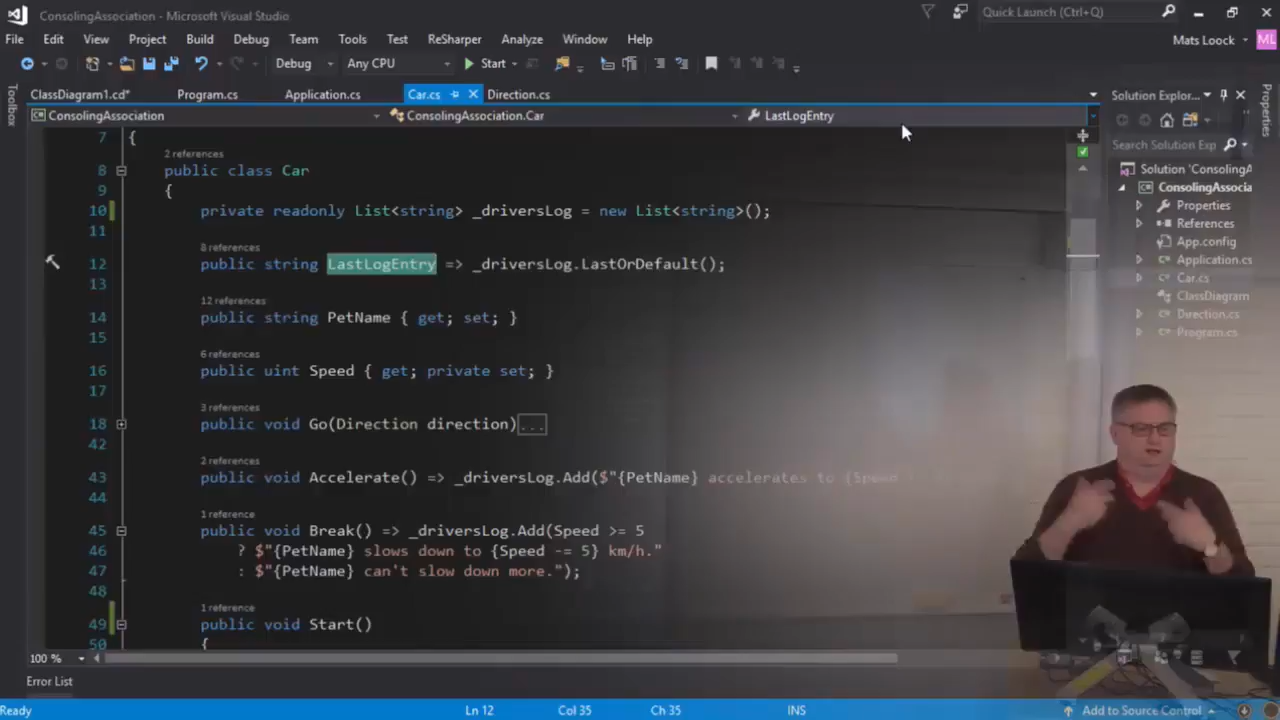 ConsolingAssociation - Microsoft Visual Studio
Quick Launch (Ctrl+Q)
File Edit View Project Build Debug Team Tools Test ReSharper Analyze Window Help
Mats Loock ML
Debug Any CPU Start
Toolbox
ClassDiagram1.cd* Program.cs Application.cs Car.cs Direction.cs
Solution Explor...
Properties
ConsolingAssociation ConsolingAssociation.Car LastLogEntry
Search Solution Exp
7 {
2 references
8 public class Car
9 {
10 private readonly List<string> _driversLog = new List<string>();
11
8 references
12 public string LastLogEntry => _driversLog.LastOrDefault();
13
12 references
14 public string PetName { get; set; }
15
6 references
16 public uint Speed { get; private set; }
17
3 references
18 public void Go(Direction direction)...
42
2 references
43 public void Accelerate() => _driversLog.Add($"{PetName} accelerates to {Speed
44
1 reference
45 public void Break() => _driversLog.Add(Speed >= 5
46 ? $"{PetName} slows down to {Speed -= 5} km/h."
47 : $"{PetName} can't slow down more.");
48
1 reference
49 public void Start()
50 {
Solution 'ConsolingA
ConsolingAssocia
Properties
References
App.config
Application.cs
Car.cs
ClassDiagram
Direction.cs
Program.cs
100 %
Error List
Ready Ln 12 Col 35 Ch 35 INS Add to Source Control